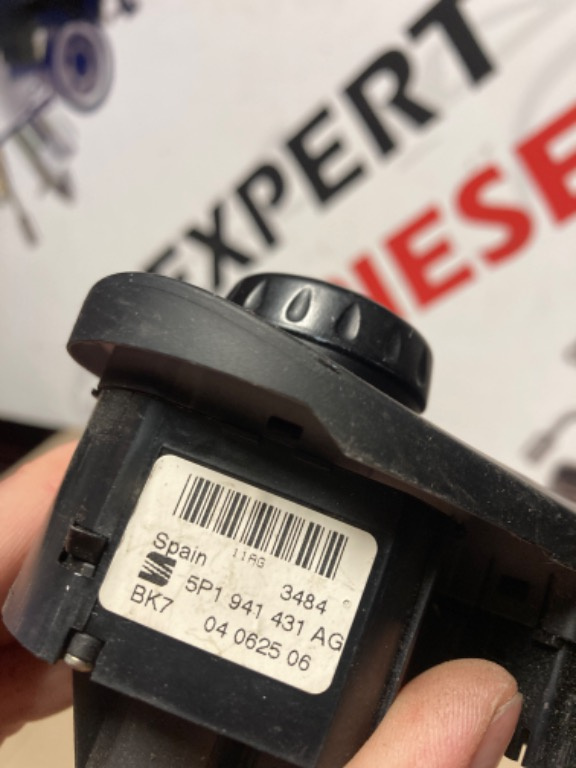 EXPERT
IESE
11AG
Spain 3484
5P1 941 431 AG
BK7 04 0625 06